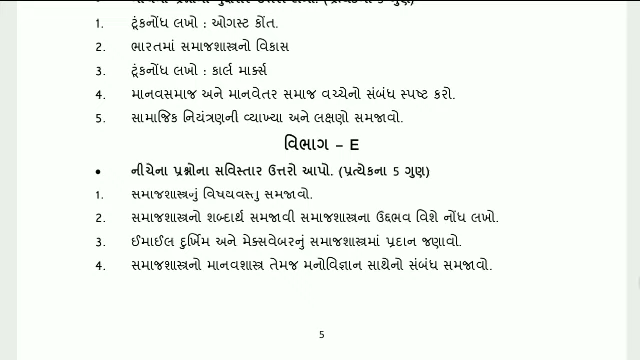 1. ટૂંકનોંધ લખો : ઓગસ્ટ કોંત.
2. ભારતમાં સમાજશાસ્ત્રનો વિકાસ
3. ટૂંકનોંધ લખો : કાર્લ માર્ક્સ
4. માનવસમાજ અને માનવેતર સમાજ વચ્ચેનો સંબંધ સ્પષ્ટ કરો.
5. સામાજિક નિયંત્રણની વ્યાખ્યા અને લક્ષણો સમજાવો.
વિભાગ – E
• નીચેના પ્રશ્નોના સવિસ્તાર ઉત્તરો આપો. (પ્રત્યેકના 5 ગુણ)
1. સમાજશાસ્ત્રનું વિષયવસ્તુ સમજાવો.
2. સમાજશાસ્ત્રનો શબ્દાર્થ સમજાવી સમાજશાસ્ત્રના ઉદ્દભવ વિશે નોંધ લખો.
3. ઈમાઈલ દુર્ખિમ અને મેક્સવેબરનું સમાજશાસ્ત્રમાં પ્રદાન જણાવો.
4. સમાજશાસ્ત્રનો માનવશાસ્ત્ર તેમજ મનોવિજ્ઞાન સાથેનો સંબંધ સમજાવો.
5